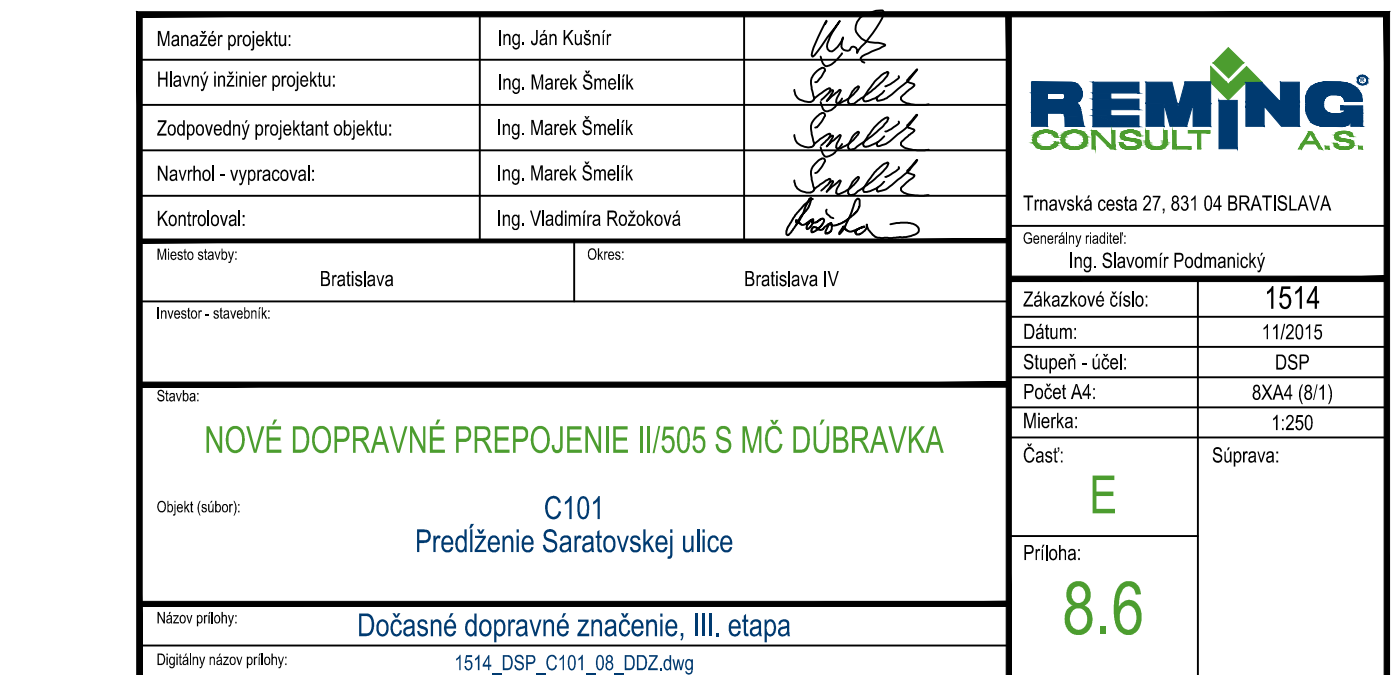 Manažér projektu: Ing. Ján Kušnír
Hlavný inžinier projektu: Ing. Marek Šmelík Smelík
Zodpovedný projektant objektu: Ing. Marek Šmelík Smelík
Navrhol - vypracoval: Ing. Marek Šmelík Smelík
Kontroloval: Ing. Vladimíra Rožoková
REMING®
CONSULT A.S.
Trnavská cesta 27, 831 04 BRATISLAVA
Generálny riaditeľ:
Ing. Slavomír Podmanický
Miesto stavby: Okres:
Bratislava Bratislava IV
Investor - stavebník:
Zákazkové číslo: 1514
Dátum: 11/2015
Stupeň - účel: DSP
Počet A4: 8XA4 (8/1)
Mierka: 1:250
Stavba:
NOVÉ DOPRAVNÉ PREPOJENIE II/505 S MČ DÚBRAVKA
Objekt (súbor): C101
Predĺženie Saratovskej ulice
Časť: Súprava:
E
Príloha:
8.6
Názov prílohy: Dočasné dopravné značenie, III. etapa
Digitálny názov prílohy: 1514_DSP_C101_08_DDZ.dwg